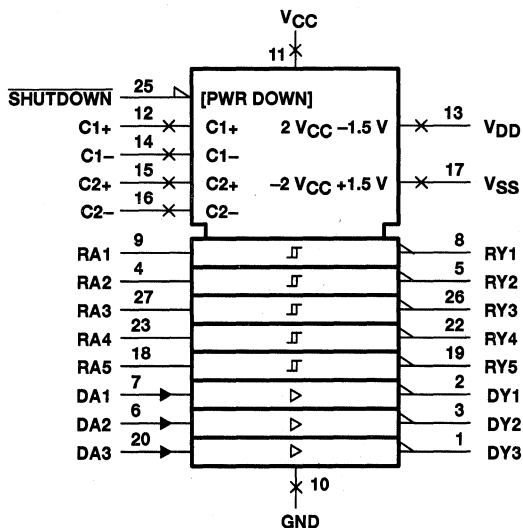 VCC
11
SHUTDOWN 25 [PWR DOWN]
C1+ 12 C1+ 2 VCC –1.5 V 13 VDD
C1– 14 C1–
C2+ 15 C2+ –2 VCC +1.5 V 17 VSS
C2– 16 C2–
RA1 9 8 RY1
RA2 4 5 RY2
RA3 27 26 RY3
RA4 23 22 RY4
RA5 18 19 RY5
DA1 7 2 DY1
DA2 6 3 DY2
DA3 20 1 DY3
10
GND